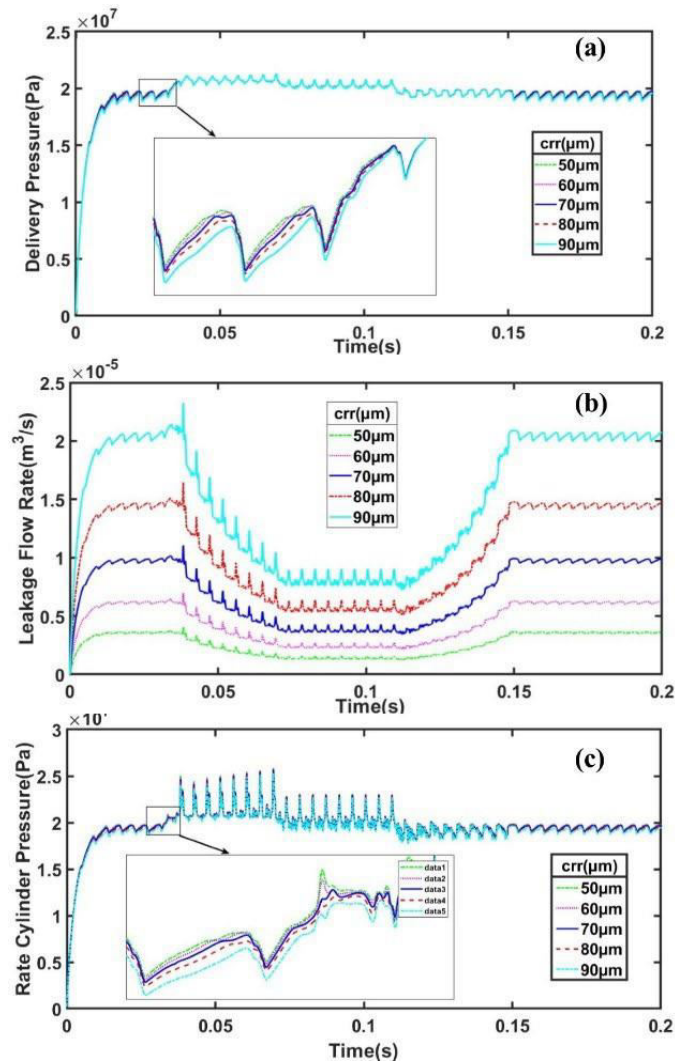 ×10⁷
(a)
2.5
2
1.5
1
0.5
0
Delivery Pressure(Pa)
crr(μm)
50μm
60μm
70μm
80μm
90μm
0 0.05 0.1 0.15 0.2
Time(s)
×10⁻⁵
(b)
2.5
2
1.5
1
0.5
0
Leakage Flow Rate(m³/s)
crr(μm)
50μm
60μm
70μm
80μm
90μm
0 0.05 0.1 0.15 0.2
Time(s)
(c)
3
2.5
2
1.5
1
0.5
0
Rate Cylinder Pressure(Pa)
data1
data2
data3
data4
data5
crr(μm)
50μm
60μm
70μm
80μm
90μm
0 0.05 0.1 0.15 0.2
Time(s)